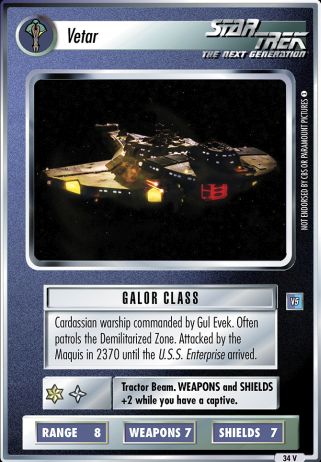 Vetar
STAR TREK
THE NEXT GENERATION
NOT ENDORSED BY CBS OR PARAMOUNT PICTURES
GALOR CLASS
VS
Cardassian warship commanded by Gul Evek. Often
patrols the Demilitarized Zone. Attacked by the
Maquis in 2370 until the U.S.S. Enterprise arrived.
Tractor Beam. WEAPONS and SHIELDS
+2 while you have a captive.
RANGE 8 WEAPONS 7 SHIELDS 7
34 V